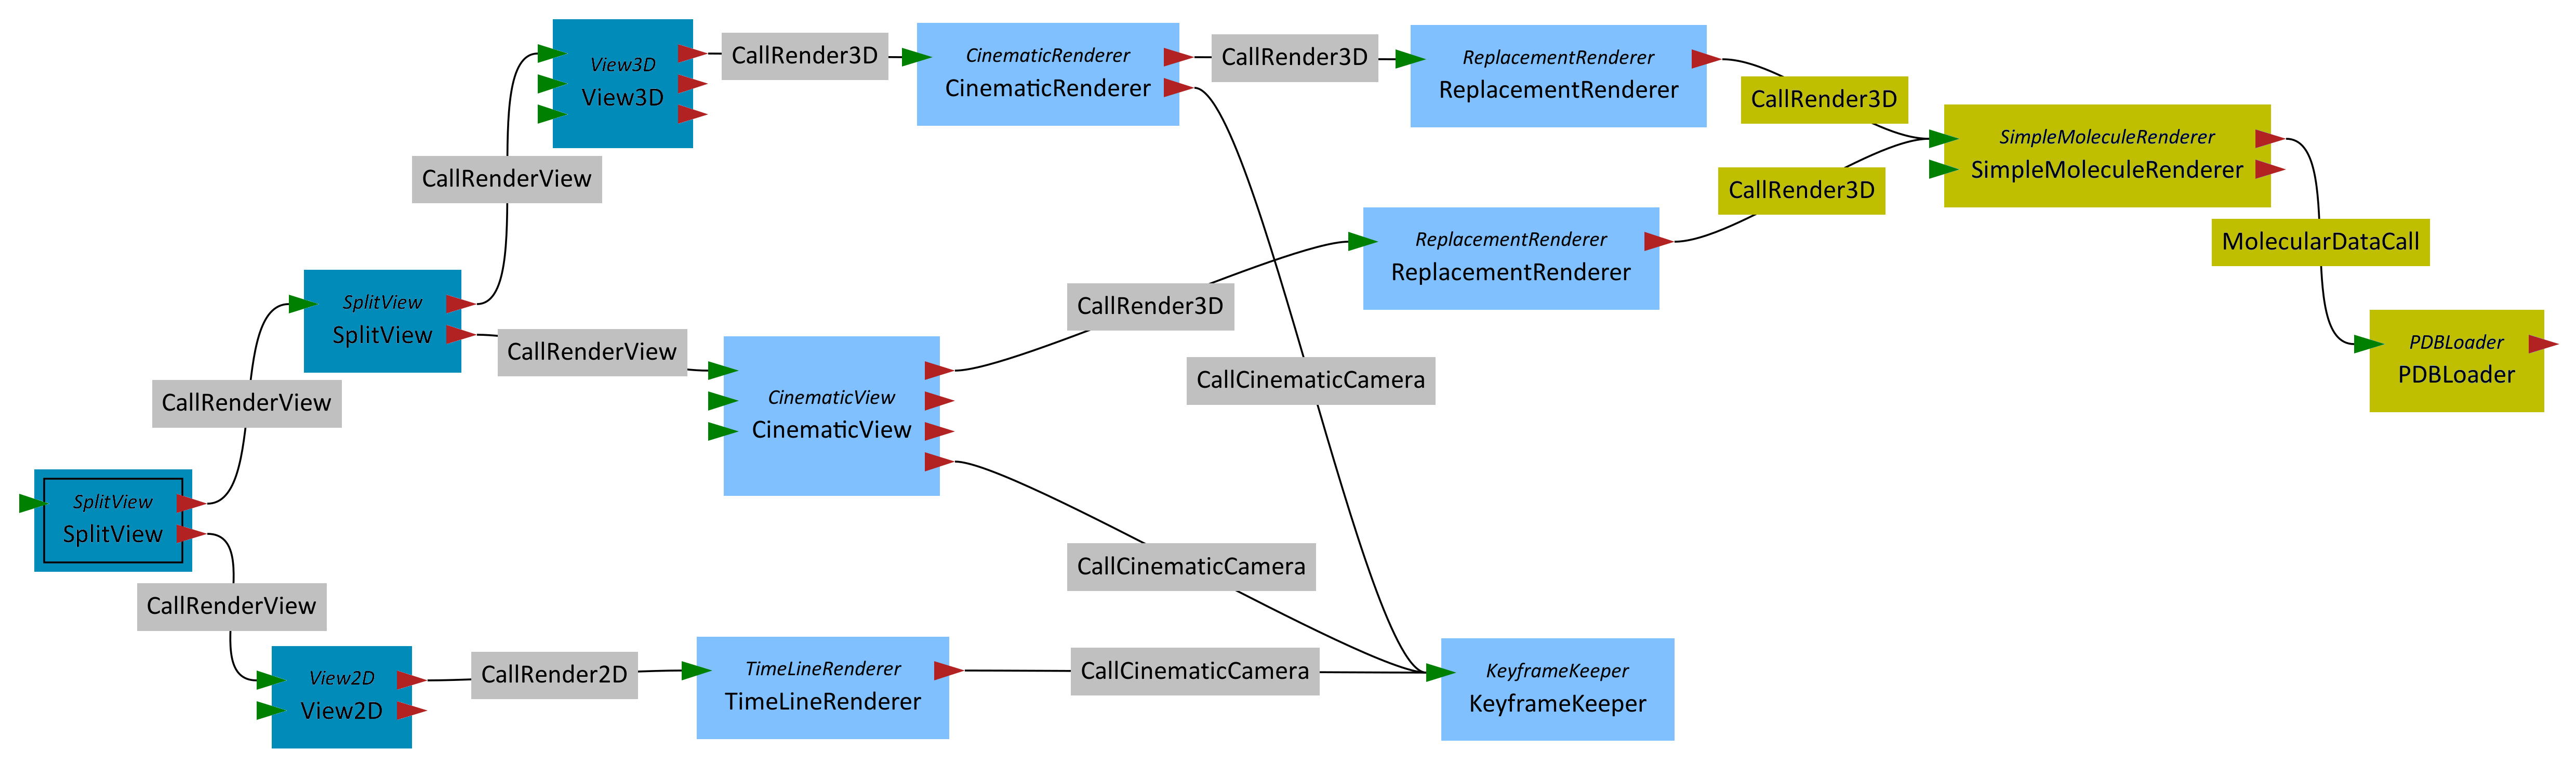 View3D
View3D
CallRender3D
CinematicRenderer
CinematicRenderer
CallRender3D
ReplacementRenderer
ReplacementRenderer
CallRender3D
SimpleMoleculeRenderer
SimpleMoleculeRenderer
CallRenderView
CallRender3D
ReplacementRenderer
ReplacementRenderer
MolecularDataCall
SplitView
SplitView
CallRender3D
CallRenderView
PDBLoader
PDBLoader
CallRenderView
CinematicView
CinematicView
CallCinematicCamera
SplitView
SplitView
CallCinematicCamera
CallRenderView
View2D
View2D
CallRender2D
TimeLineRenderer
TimeLineRenderer
CallCinematicCamera
KeyframeKeeper
KeyframeKeeper